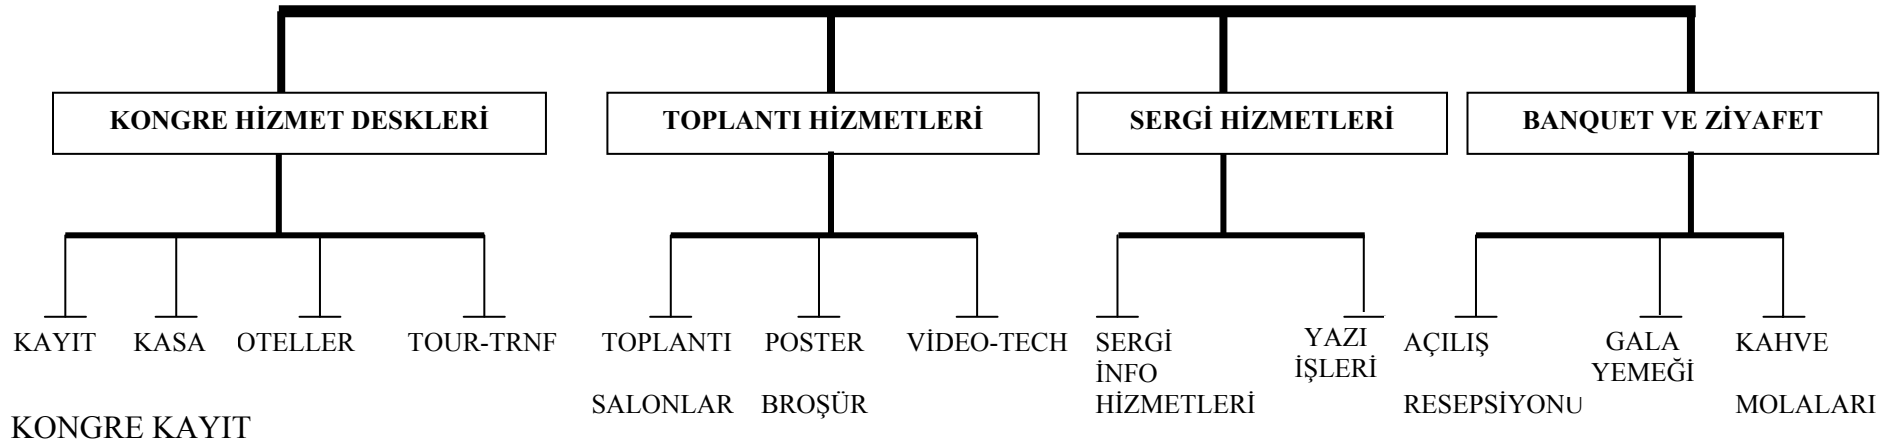 KONGRE HİZMET DESKLERİ
TOPLANTI HİZMETLERİ
SERGİ HİZMETLERİ
BANQUET VE ZİYAFET
KAYIT
KASA
OTELLER
TOUR-TRNF
TOPLANTI
SALONLAR
POSTER
BROŞÜR
VİDEO-TECH
SERGİ
İNFO
HİZMETLERİ
YAZI
İŞLERİ
AÇILIŞ
RESEPSİYONU
GALA
YEMEĞİ
KAHVE
MOLALARI
KONGRE KAYIT